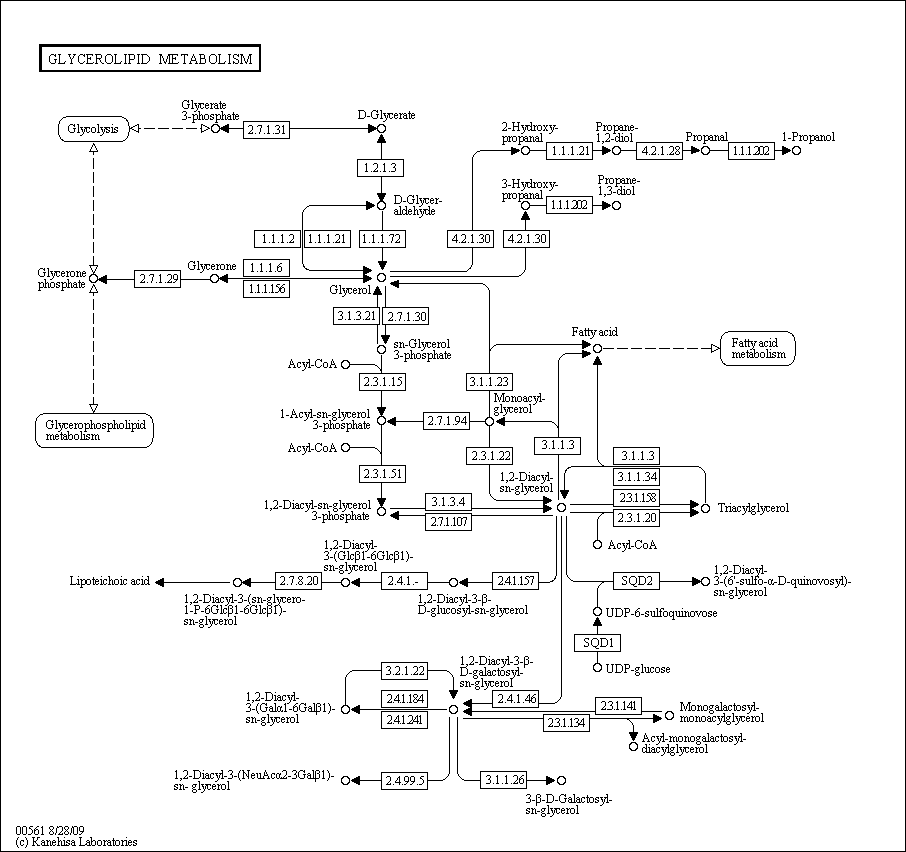 GLYCEROLIPID METABOLISM
Glycolysis
Glycerate
3-phosphate
2.7.1.31
D-Glycerate
1.2.1.3
D-Glycer-
aldehyde
2-Hydroxy-
propanal
1.1.1.21
Propane-
1,2-diol
4.2.1.28
Propanal
1.1.1.202
1-Propanol
3-Hydroxy-
propanal
1.1.1.202
Propane-
1,3-diol
1.1.1.2
1.1.1.21
1.1.1.72
4.2.1.30
4.2.1.30
Glycerone
phosphate
2.7.1.29
Glycerone
1.1.1.6
1.1.1.156
Glycerol
3.1.3.21
2.7.1.30
sn-Glycerol
3-phosphate
Fatty acid
Fatty acid
metabolism
Acyl-CoA
2.3.1.15
3.1.1.23
Monoacyl-
glycerol
1-Acyl-sn-glycerol
3-phosphate
2.7.1.94
Glycerophospholipid
metabolism
Acyl-CoA
2.3.1.51
2.3.1.22
3.1.1.3
3.1.1.3
3.1.1.34
1,2-Diacyl-
sn-glycerol
1,2-Diacyl-sn-glycerol
3-phosphate
3.1.3.4
2.7.1.107
2.3.1.158
2.3.1.20
Triacylglycerol
Acyl-CoA
Lipoteichoic acid
1,2-Diacyl-
3-(Glcβ1-6Glcβ1)-
sn-glycerol
2.7.8.20
2.4.1.-
2.4.1.157
SQD2
1,2-Diacyl-
3-(6'-sulfo-α-D-quinovosyl)-
sn-glycerol
1,2-Diacyl-3-(sn-glycero-
1-P-6Glcβ1-6Glcβ1)-
sn-glycerol
1,2-Diacyl-3-β-
D-glucosyl-sn-glycerol
UDP-6-sulfoquinovose
SQD1
UDP-glucose
3.2.1.22
1,2-Diacyl-3-β-
D-galactosyl-
sn-glycerol
1,2-Diacyl-
3-(Galα1-6Galβ1)-
sn-glycerol
2.4.1.184
2.4.1.241
2.4.1.46
2.3.1.141
2.3.1.134
Monogalactosyl-
monoacylglycerol
Acyl-monogalactosyl-
diacylglycerol
1,2-Diacyl-3-(NeuAcα2-3Galβ1)-
sn- glycerol
2.4.99.5
3.1.1.26
3-β-D-Galactosyl-
sn-glycerol
00561 8/28/09
(c) Kanehisa Laboratories